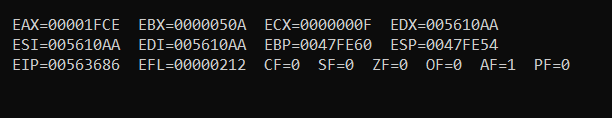 EAX=00001FCE  EBX=0000050A  ECX=0000000F  EDX=005610AA
ESI=005610AA  EDI=005610AA  EBP=0047FE60  ESP=0047FE54
EIP=00563686  EFL=00000212  CF=0  SF=0  ZF=0  OF=0  AF=1  PF=0